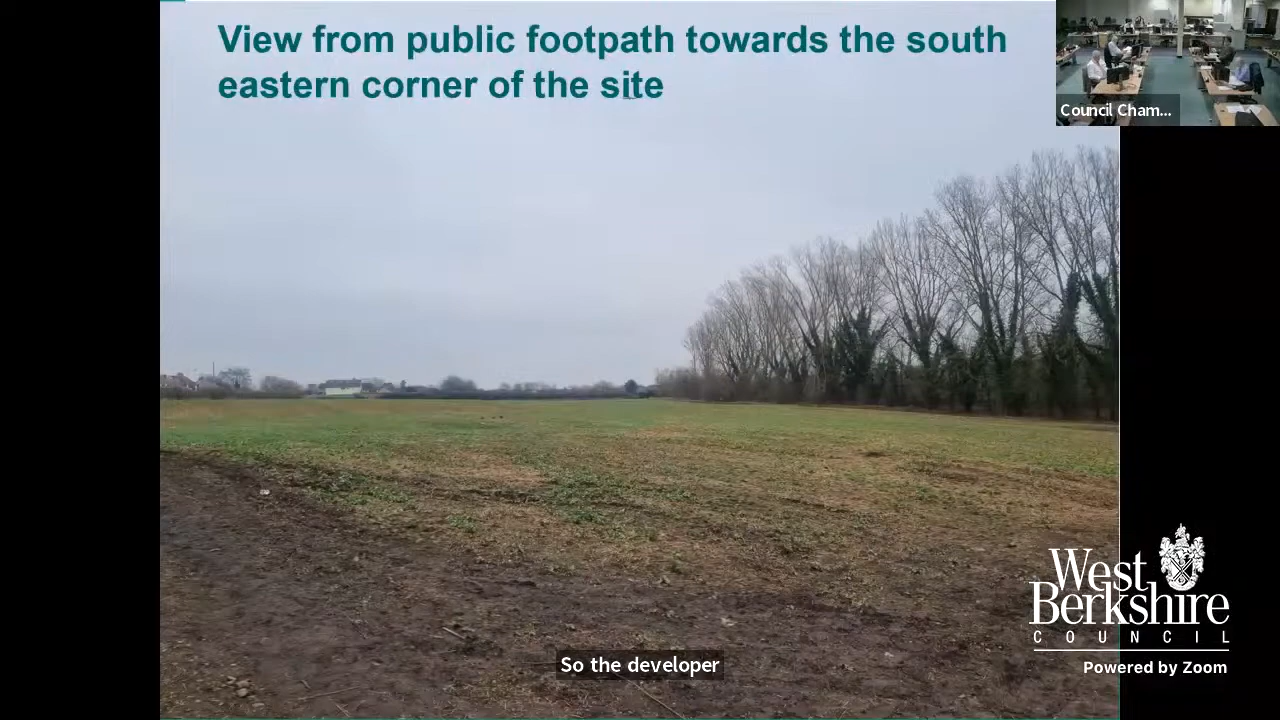 View from public footpath towards the south
eastern corner of the site
Council Cham...
West
Berkshire
COUNCIL
Powered by Zoom
So the developer